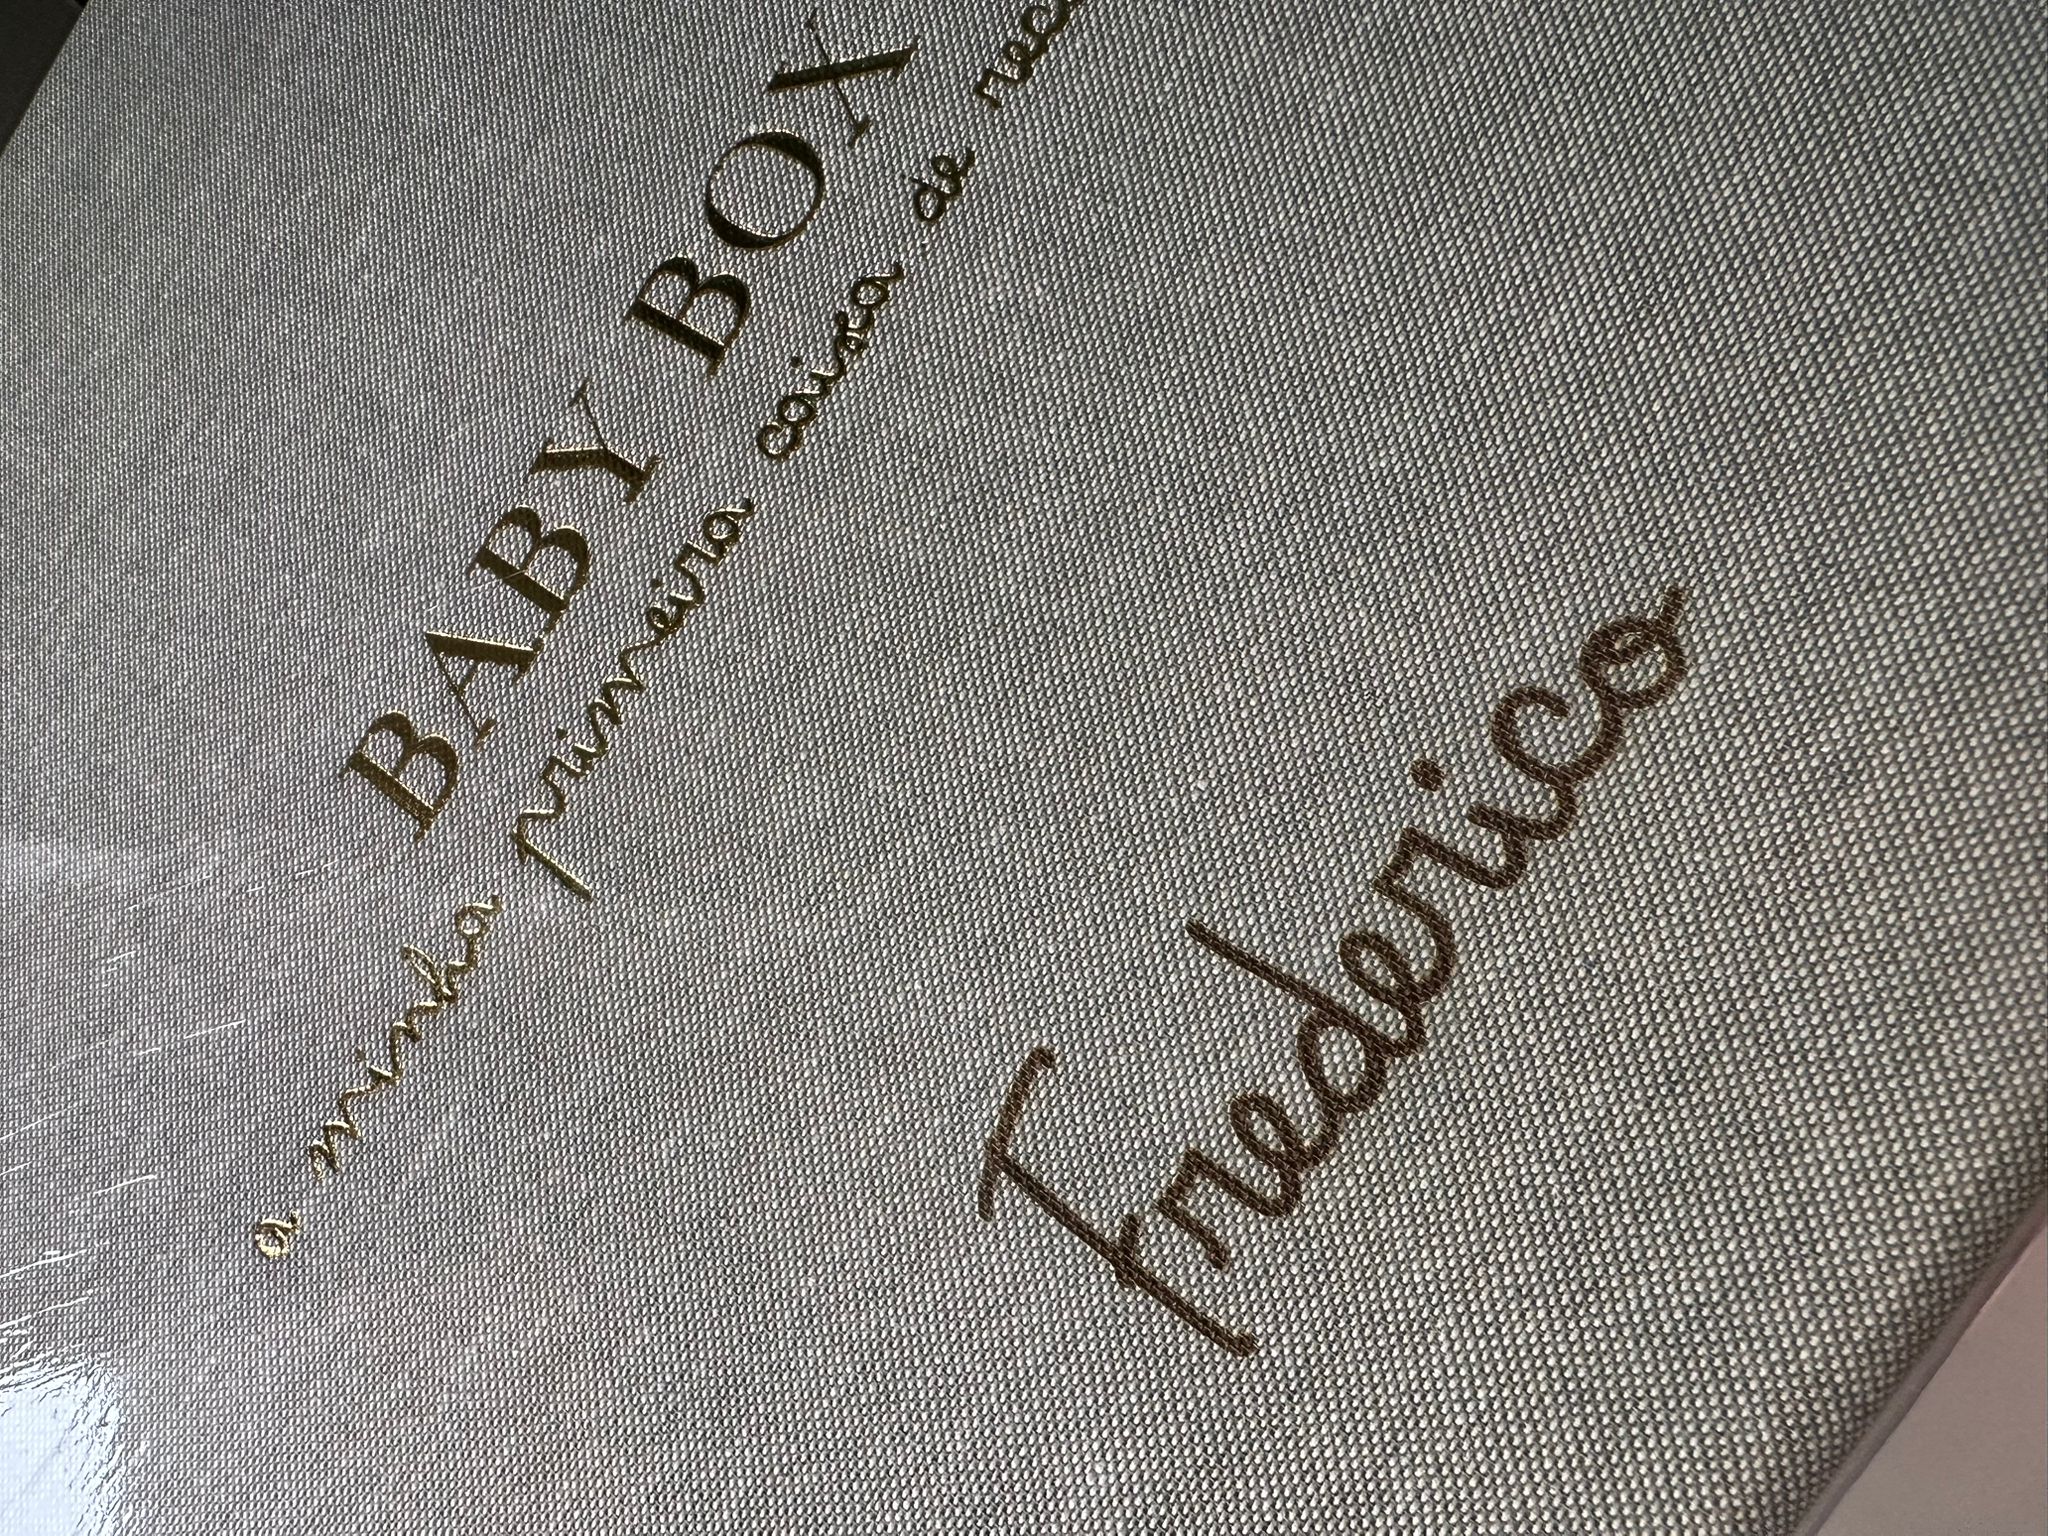 BABY BOX
a minha primeira caixa de
Frederico